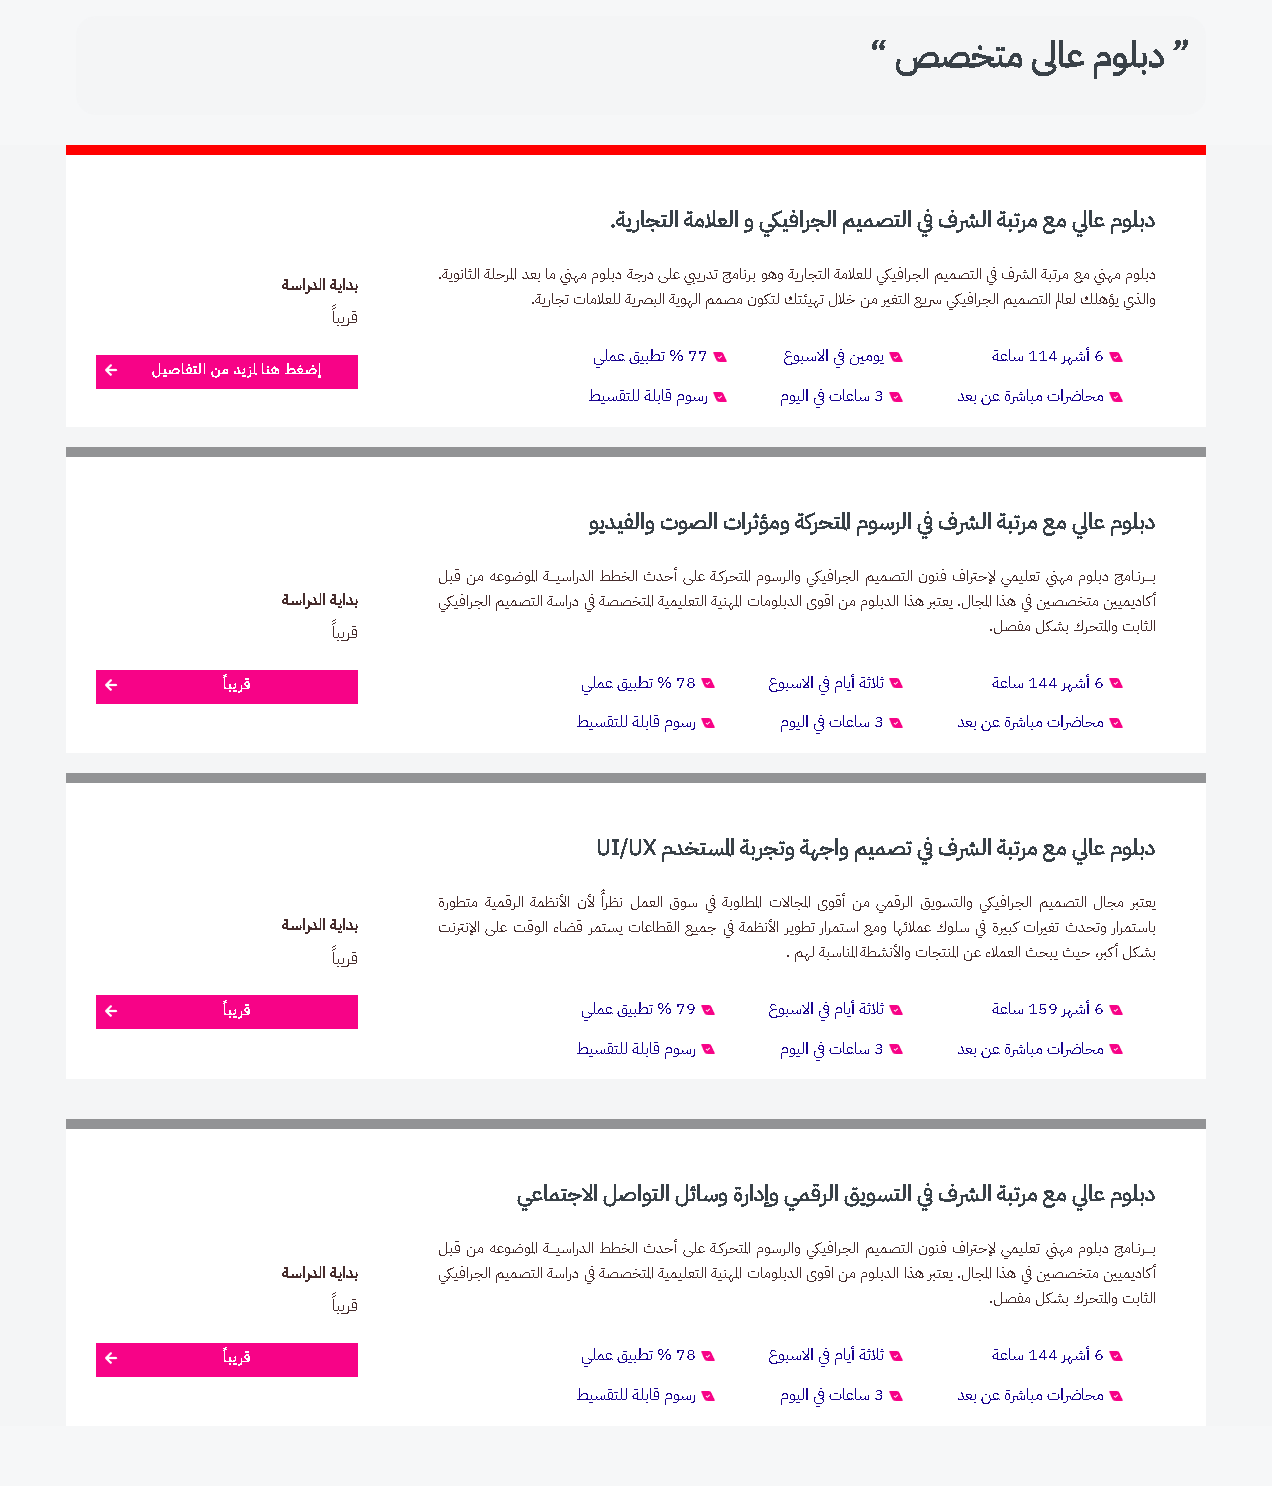 ” دبلوم عالى متخصص “
دبلوم عالي مع مرتبة الشرف في التصميم الجرافيكي و العلامة التجارية.
دبلوم مهني مع مرتبة الشرف في التصميم الجرافيكي للعلامة التجارية وهو برنامج تدريبي على درجة دبلوم مهني ما بعد المرحلة الثانوية.
والذي يؤهلك لعالم التصميم الجرافيكي سريع التغير من خلال تهيئتك لتكون مصمم الهوية البصرية للعلامات تجارية.
6 أشهر 114 ساعة
يومين في الاسبوع
77 % تطبيق عملي
محاضرات مباشرة عن بعد
3 ساعات في اليوم
رسوم قابلة للتقسيط
بداية الدراسة
قريباً
إضغط هنا لمزيد من التفاصيل
دبلوم عالي مع مرتبة الشرف في الرسوم المتحركة ومؤثرات الصوت والفيديو
بـــرنـامج دبلوم مهني تعليمي لإحتراف فنون التصميم الجرافيكي والرسوم المتحركـة على أحدث الخطط الدراسيـــة الموضوعه من قبل
أكاديميين متخصصين في هذا المجال. يعتبر هذا الدبلوم من اقوى الدبلومات المهنية التعليمية المتخصصة في دراسة التصميم الجرافيكي
الثابت والمتحرك بشكل مفصل.
6 أشهر 144 ساعة
ثلاثة أيام في الاسبوع
78 % تطبيق عملي
محاضرات مباشرة عن بعد
3 ساعات في اليوم
رسوم قابلة للتقسيط
بداية الدراسة
قريباً
قريباً
دبلوم عالي مع مرتبة الشرف في تصميم واجهة وتجربة المستخدم UI/UX
يعتبر مجال التصميم الجرافيكي والتسويق الرقمي من أقوى المجالات المطلوبة في سوق العمل نظراً لأن الأنظمة الرقمية متطورة
باستمرار وتحدث تغيرات كبيرة في سلوك عملائها ومع استمرار تطوير الأنظمة في جميع القطاعات يستمر قضاء الوقت على الإنترنت
بشكل أكبر، حيث يبحث العملاء عن المنتجات والأنشطة المناسبة لهم .
6 أشهر 159 ساعة
ثلاثة أيام في الاسبوع
79 % تطبيق عملي
محاضرات مباشرة عن بعد
3 ساعات في اليوم
رسوم قابلة للتقسيط
بداية الدراسة
قريباً
قريباً
دبلوم عالي مع مرتبة الشرف في التسويق الرقمي وإدارة وسائل التواصل الاجتماعي
بـــرنـامج دبلوم مهني تعليمي لإحتراف فنون التصميم الجرافيكي والرسوم المتحركـة على أحدث الخطط الدراسيـــة الموضوعه من قبل
أكاديميين متخصصين في هذا المجال. يعتبر هذا الدبلوم من اقوى الدبلومات المهنية التعليمية المتخصصة في دراسة التصميم الجرافيكي
الثابت والمتحرك بشكل مفصل.
6 أشهر 144 ساعة
ثلاثة أيام في الاسبوع
78 % تطبيق عملي
محاضرات مباشرة عن بعد
3 ساعات في اليوم
رسوم قابلة للتقسيط
بداية الدراسة
قريباً
قريباً